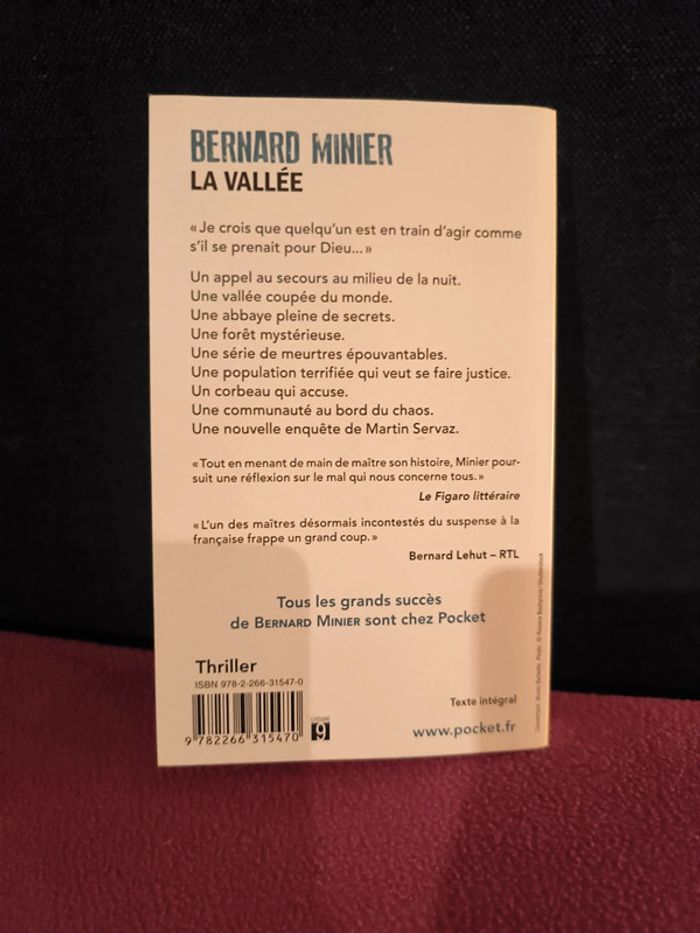 BERNARD MINIER
LA VALLÉE
« Je crois que quelqu'un est en train d'agir comme
s'il se prenait pour Dieu... »
Un appel au secours au milieu de la nuit.
Une vallée coupée du monde.
Une abbaye pleine de secrets.
Une forêt mystérieuse.
Une série de meurtres épouvantables.
Une population terrifiée qui veut se faire justice.
Un corbeau qui accuse.
Une communauté au bord du chaos.
Une nouvelle enquête de Martin Servaz.
« Tout en menant de main de maître son histoire, Minier pour-
suit une réflexion sur le mal qui nous concerne tous. »
Le Figaro littéraire
« L'un des maîtres désormais incontestés du suspense à la
française frappe un grand coup. »
Bernard Lehut – RTL
Tous les grands succès
de BERNARD MINIER sont chez Pocket
Thriller
ISBN 978-2-266-31547-0
9 782266 315470
9
Texte intégral
www.pocket.fr